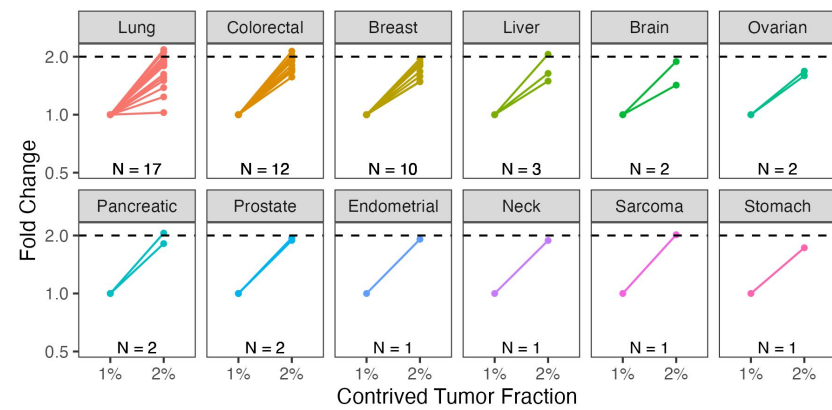 Lung Colorectal Breast Liver Brain Ovarian
2.0
1.0
0.5
N = 17 N = 12 N = 10 N = 3 N = 2 N = 2
Fold Change
Pancreatic Prostate Endometrial Neck Sarcoma Stomach
2.0
1.0
0.5
N = 2 N = 2 N = 1 N = 1 N = 1 N = 1
1% 2% 1% 2% 1% 2% 1% 2% 1% 2% 1% 2%
Contrived Tumor Fraction